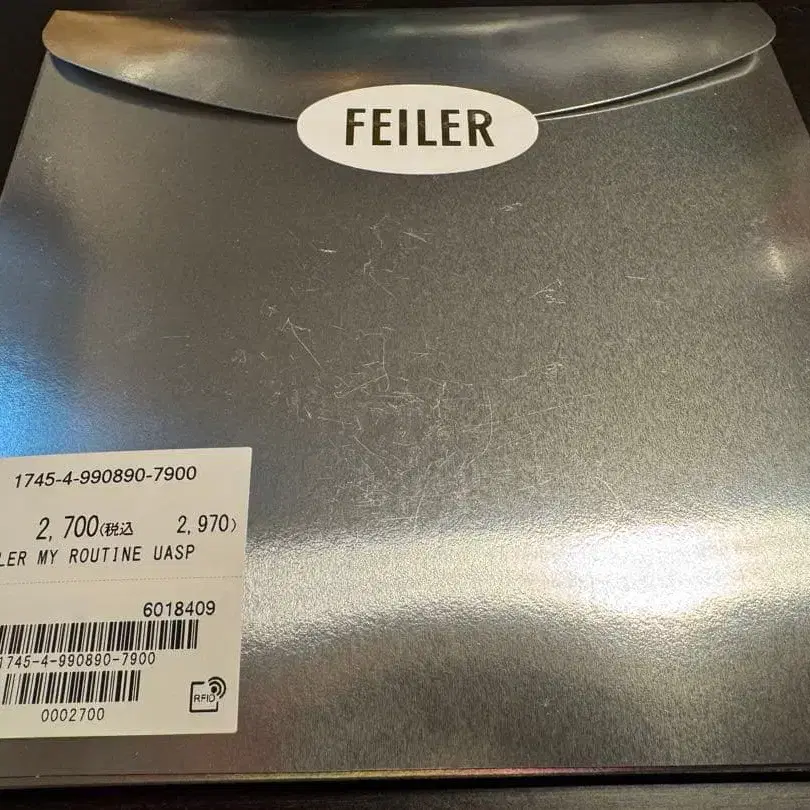 FEILER
1745-4-990890-7900
2,700(税込 2,970)
LER MY ROUTINE UASP
6018409
1745-4-990890-7900
RFID
0002700